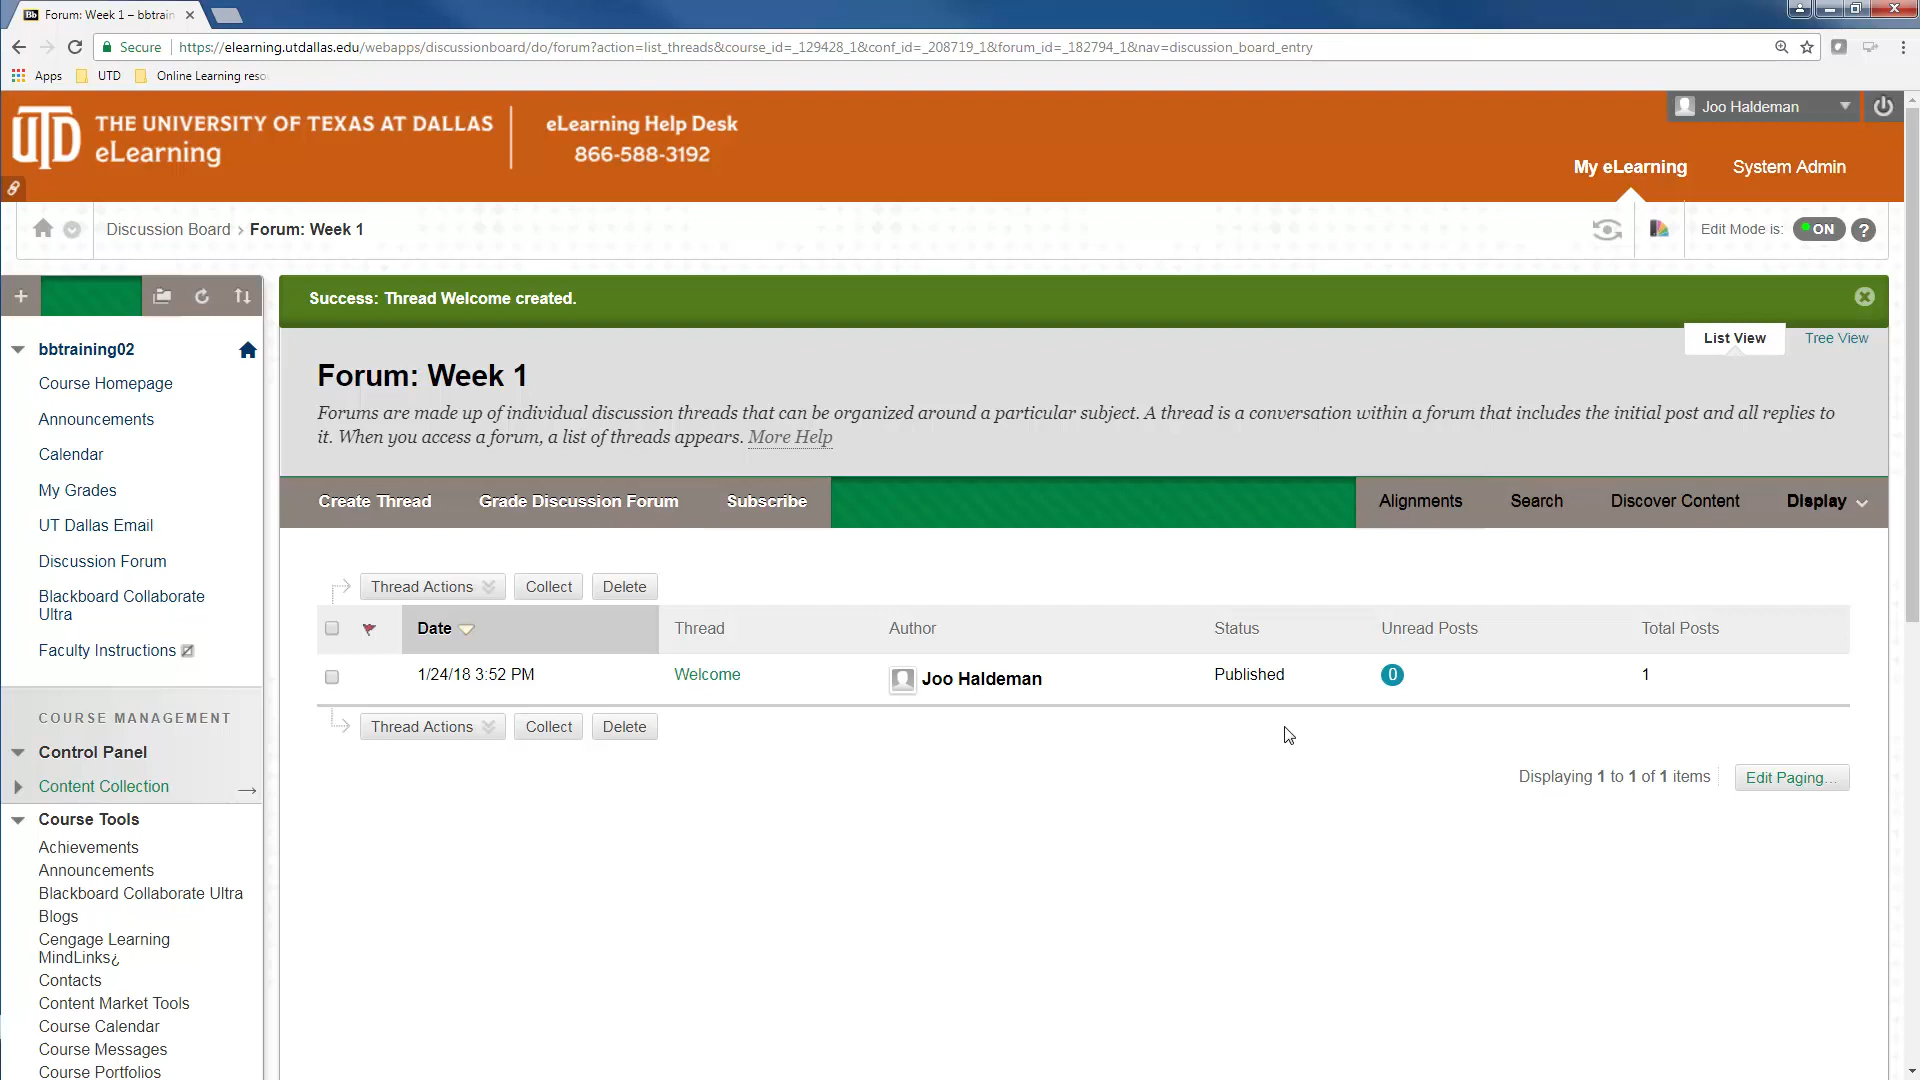 Forum: Week 1 – bbtrain
Secure
https://elearning.utdallas.edu/webapps/discussionboard/do/forum?action=list_threads&course_id=_129428_1&conf_id=_208719_1&forum_id=_182794_1&nav=discussion_board_entry
Apps UTD Online Learning reso
UTD
THE UNIVERSITY OF TEXAS AT DALLAS
eLearning
eLearning Help Desk
866-588-3192
Joo Haldeman
My eLearning System Admin
Discussion Board > Forum: Week 1
Edit Mode is: ON ?
bbtraining02
Course Homepage
Announcements
Calendar
My Grades
UT Dallas Email
Discussion Forum
Blackboard Collaborate
Ultra
Faculty Instructions
COURSE MANAGEMENT
Control Panel
Content Collection
Course Tools
Achievements
Announcements
Blackboard Collaborate Ultra
Blogs
Cengage Learning
MindLinks¿
Contacts
Content Market Tools
Course Calendar
Course Messages
Course Portfolios
Success: Thread Welcome created.
List View Tree View
Forum: Week 1
Forums are made up of individual discussion threads that can be organized around a particular subject. A thread is a conversation within a forum that includes the initial post and all replies to
it. When you access a forum, a list of threads appears. More Help
Create Thread Grade Discussion Forum Subscribe Alignments Search Discover Content Display
Thread Actions Collect Delete
Date Thread Author Status Unread Posts Total Posts
1/24/18 3:52 PM Welcome Joo Haldeman Published 0 1
Thread Actions Collect Delete
Displaying 1 to 1 of 1 items Edit Paging...